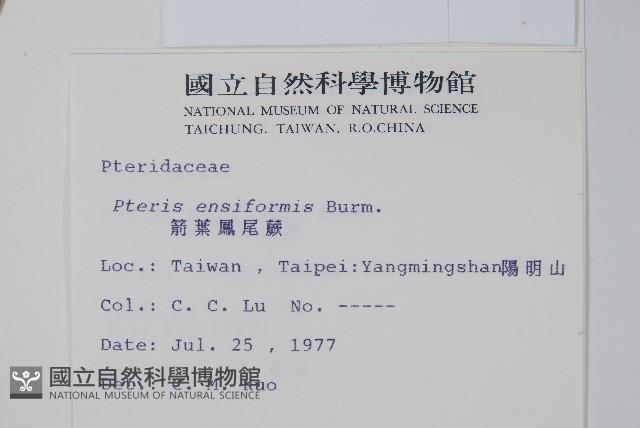 國立自然科學博物館
NATIONAL MUSEUM OF NATURAL SCIENCE
TAICHUNG, TAIWAN, R.O.CHINA
Pteridaceae
Pteris ensiformis Burm.
箭葉鳳尾蕨
Loc.: Taiwan , Taipei:Yangmingshan陽明山
Col.: C. C. Lu No. -----
Date: Jul. 25 , 1977
Det.: C. M. Kuo
國立自然科學博物館
NATIONAL MUSEUM OF NATURAL SCIENCE